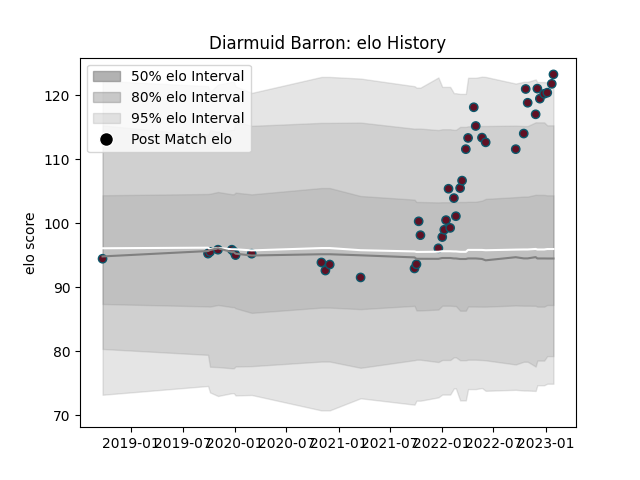 Diarmuid Barron: elo History
50% elo Interval
80% elo Interval
95% elo Interval
Post Match elo
elo score
120
110
100
90
80
70
2019-01 2019-07 2020-01 2020-07 2021-01 2021-07 2022-01 2022-07 2023-01